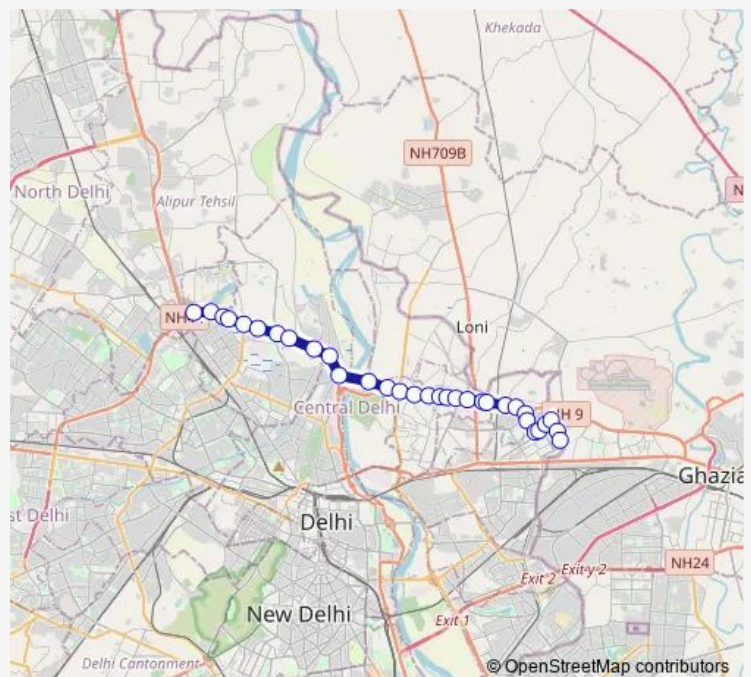 Khekada
NH709B
N
North Delhi
Alipur Tehsil
NH
Loni
Central Delhi
H 9
Ghazia
st Delhi
Delhi
NH24
Exit 2
Exit y 2
New Delhi
Exit 1
Delhi Cantonment
© OpenStreetMap contributors